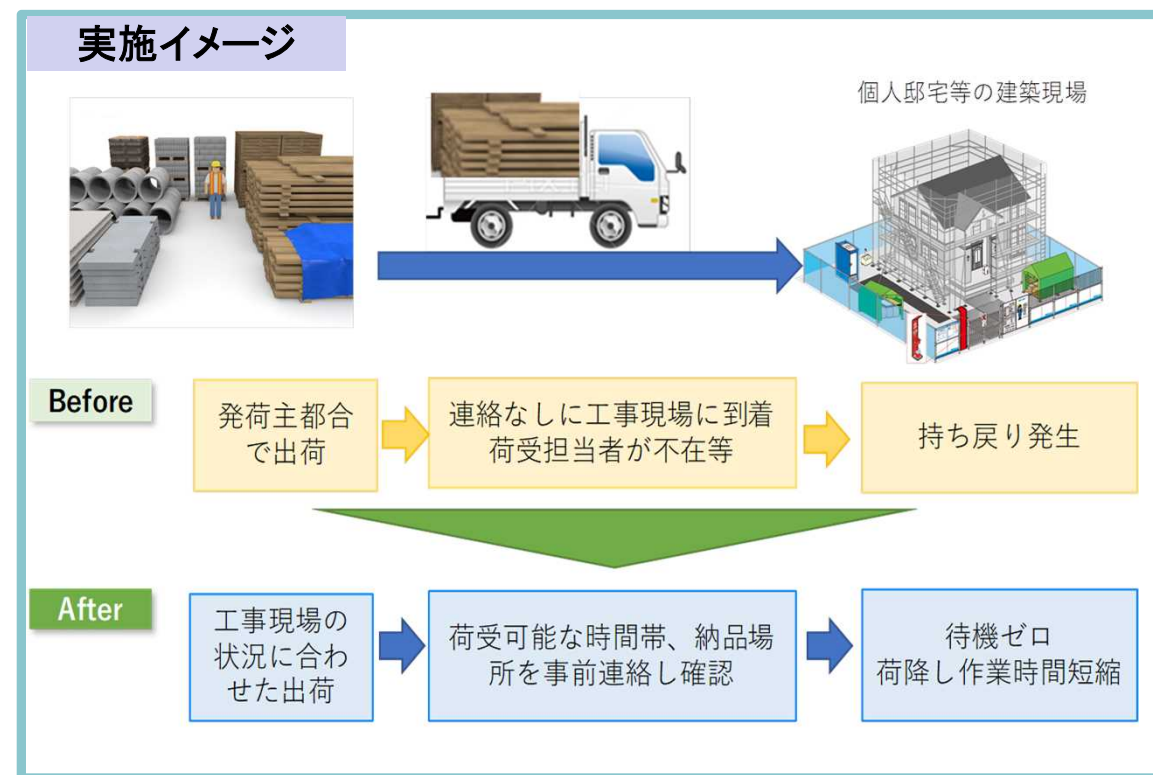 実施イメージ
個人邸宅等の建築現場
Before
発荷主都合
で出荷
連絡なしに工事現場に到着
荷受担当者が不在等
持ち戻り発生
After
工事現場の
状況に合わ
せた出荷
荷受可能な時間帯、納品場
所を事前連絡し確認
待機ゼロ
荷降し作業時間短縮